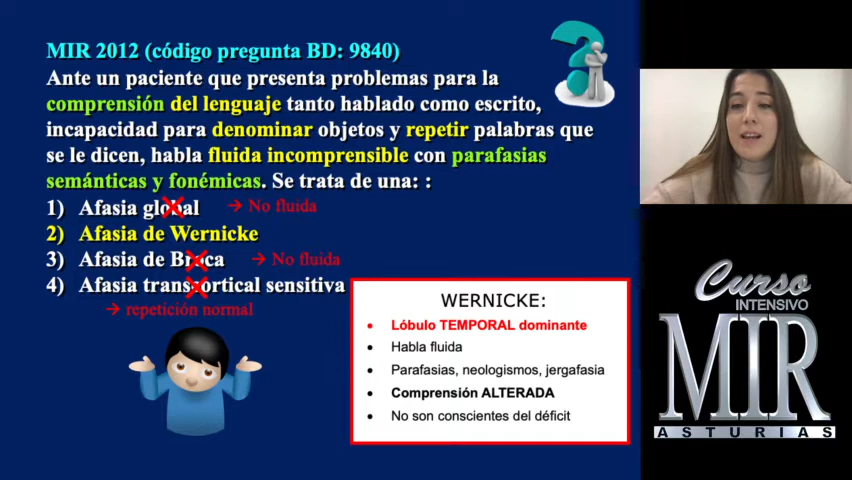 MIR 2012 (código pregunta BD: 9840)
Ante un paciente que presenta problemas para la
comprensión del lenguaje tanto hablado como escrito,
incapacidad para denominar objetos y repetir palabras que
se le dicen, habla fluida incomprensible con parafasias
semánticas y fonémicas. Se trata de una: :
1) Afasia global → No fluida
2) Afasia de Wernicke
3) Afasia de Broca → No fluida
4) Afasia transcortical sensitiva
→ repetición normal
WERNICKE:
• Lóbulo TEMPORAL dominante
• Habla fluida
• Parafasias, neologismos, jergafasia
• Comprensión ALTERADA
• No son conscientes del déficit
Curso
INTENSIVO
MIR
ASTURIAS